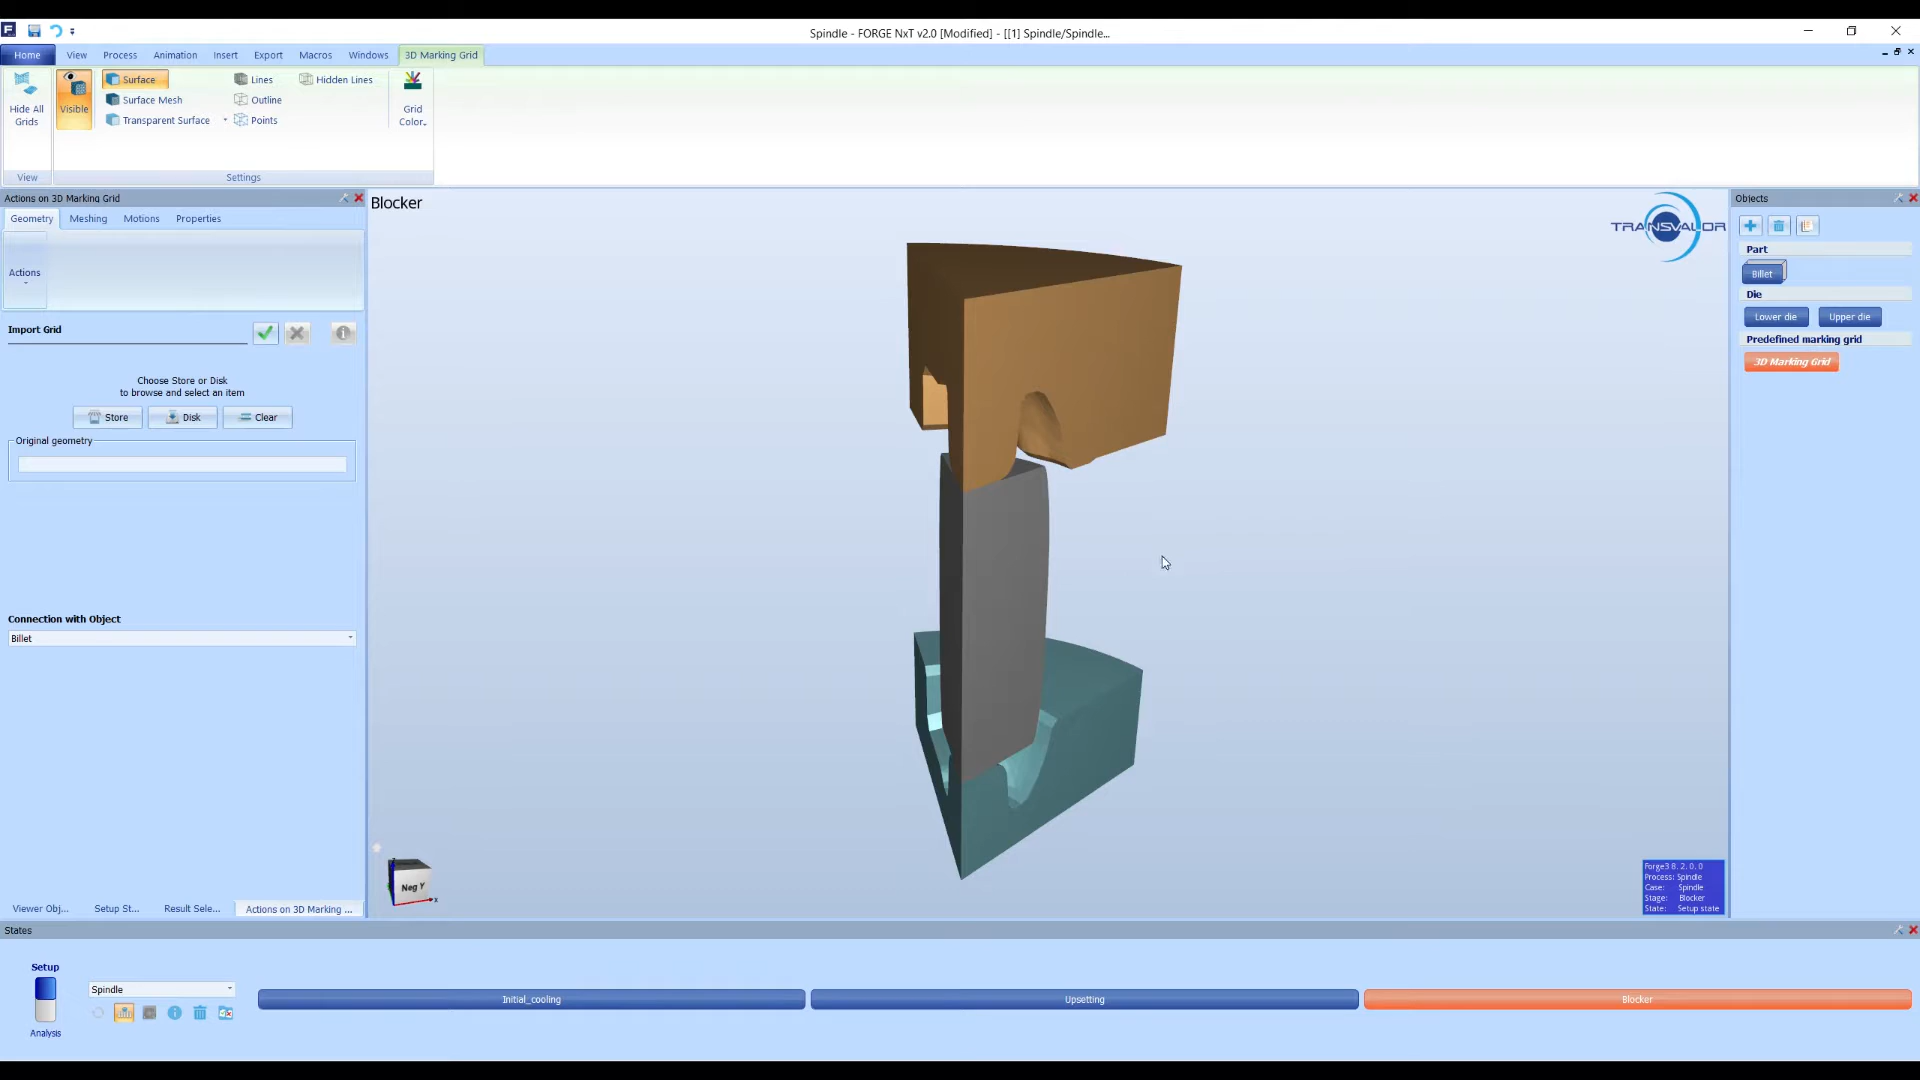 Spindle - FORGE NxT v2.0 [Modified] - [[1] Spindle/Spindle...
Home View Process Animation Insert Export Macros Windows 3D Marking Grid
Hide All Grids
Visible
Surface
Surface Mesh
Transparent Surface
Lines
Outline
Points
Hidden Lines
Grid Color
View
Settings
Actions on 3D Marking Grid
Geometry Meshing Motions Properties
Actions
Import Grid
Choose Store or Disk
to browse and select an item
Store Disk Clear
Original geometry
Connection with Object
Billet
Viewer Obj... Setup St... Result Sele... Actions on 3D Marking ...
Blocker
TRANSVALOR
Neg Y
z
x
Forge3 8. 2. 0. 0
Process: Spindle
Case: Spindle
Stage: Blocker
State: Setup state
Objects
Part
Billet
Die
Lower die Upper die
Predefined marking grid
3D Marking Grid
States
Setup
Analysis
Spindle
Initial_cooling Upsetting Blocker